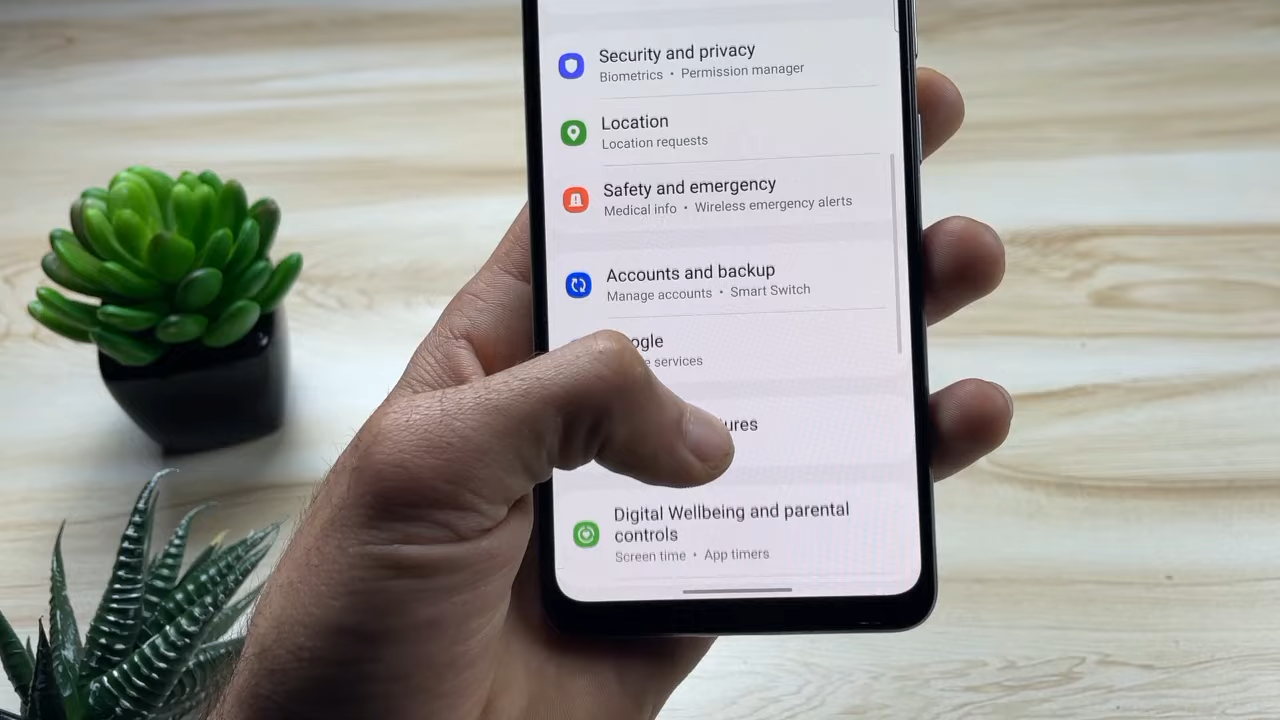 Security and privacy
Biometrics • Permission manager
Location
Location requests
Safety and emergency
Medical info • Wireless emergency alerts
Accounts and backup
Manage accounts • Smart Switch
ogle
e services
ures
Digital Wellbeing and parental
controls
Screen time • App timers